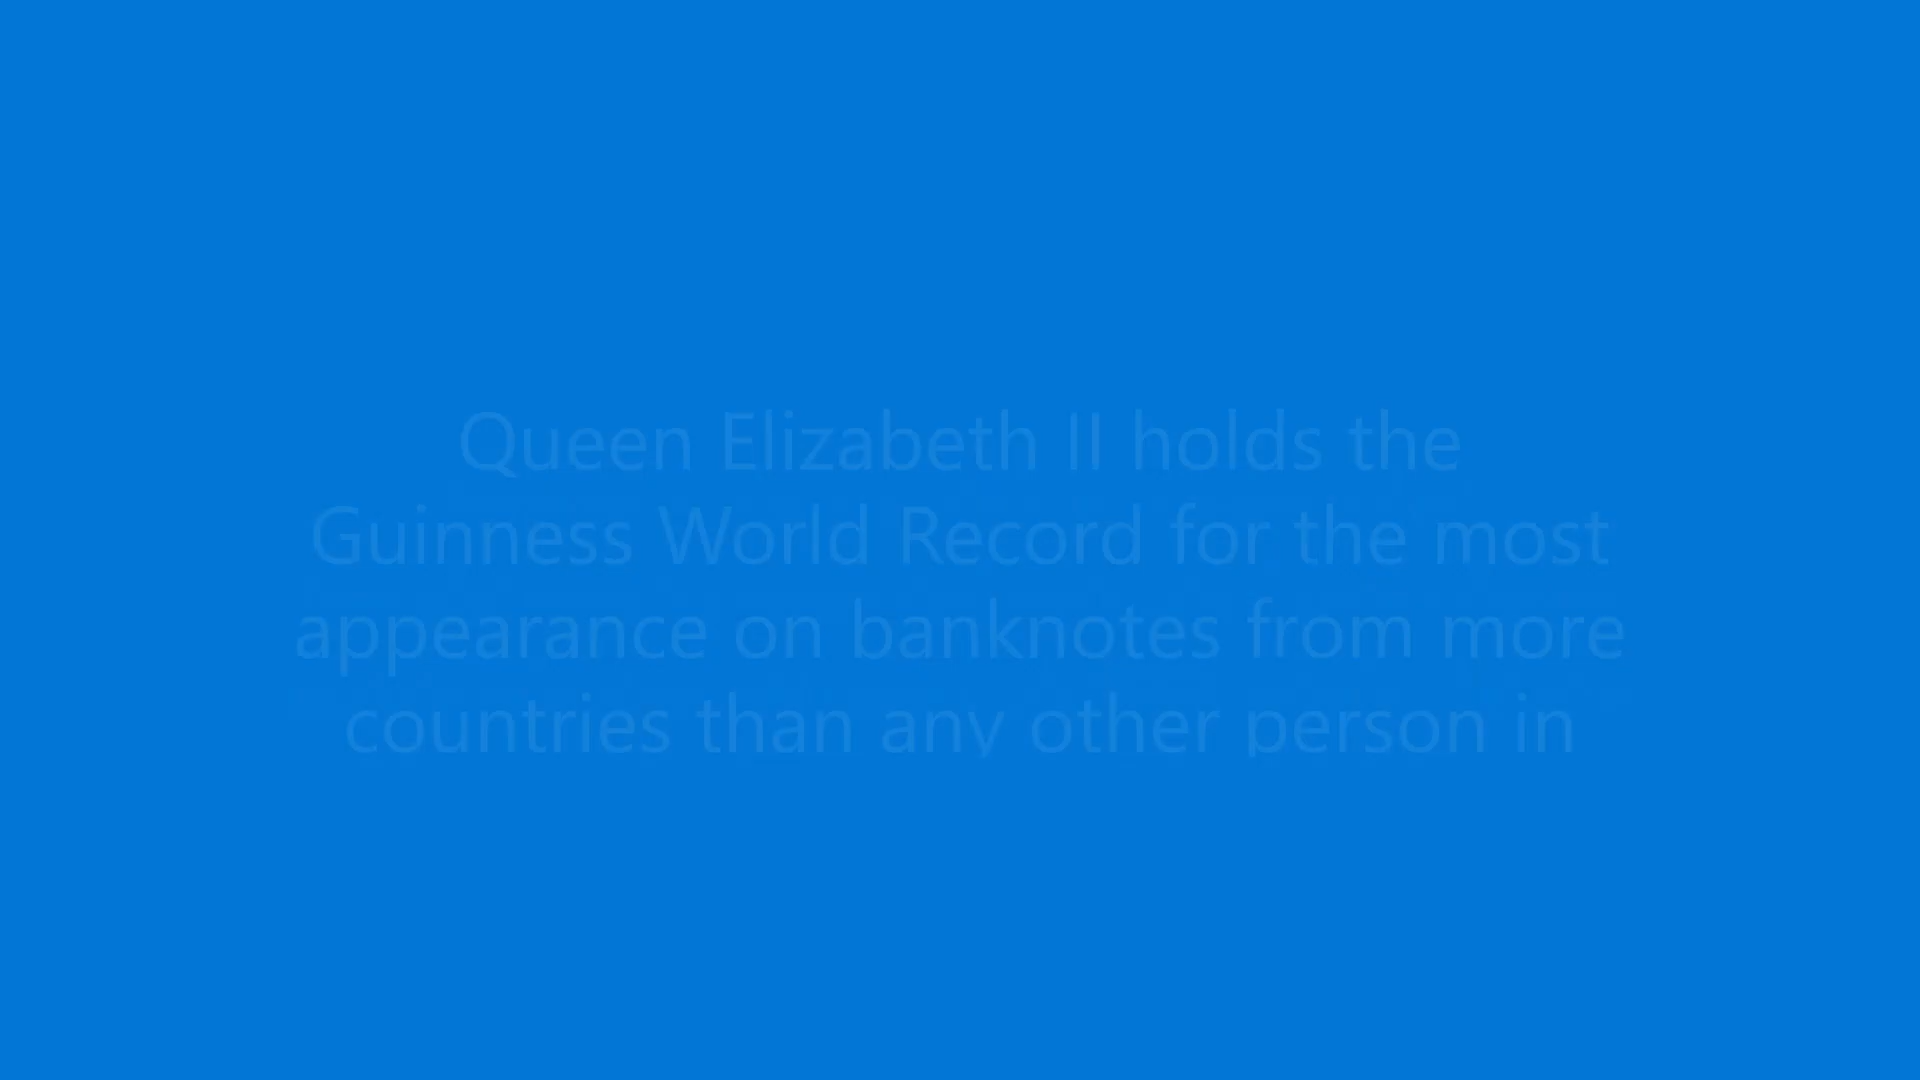 Queen Elizabeth II holds the
Guinness World Record for the most
appearance on banknotes from more
countries than any other person in